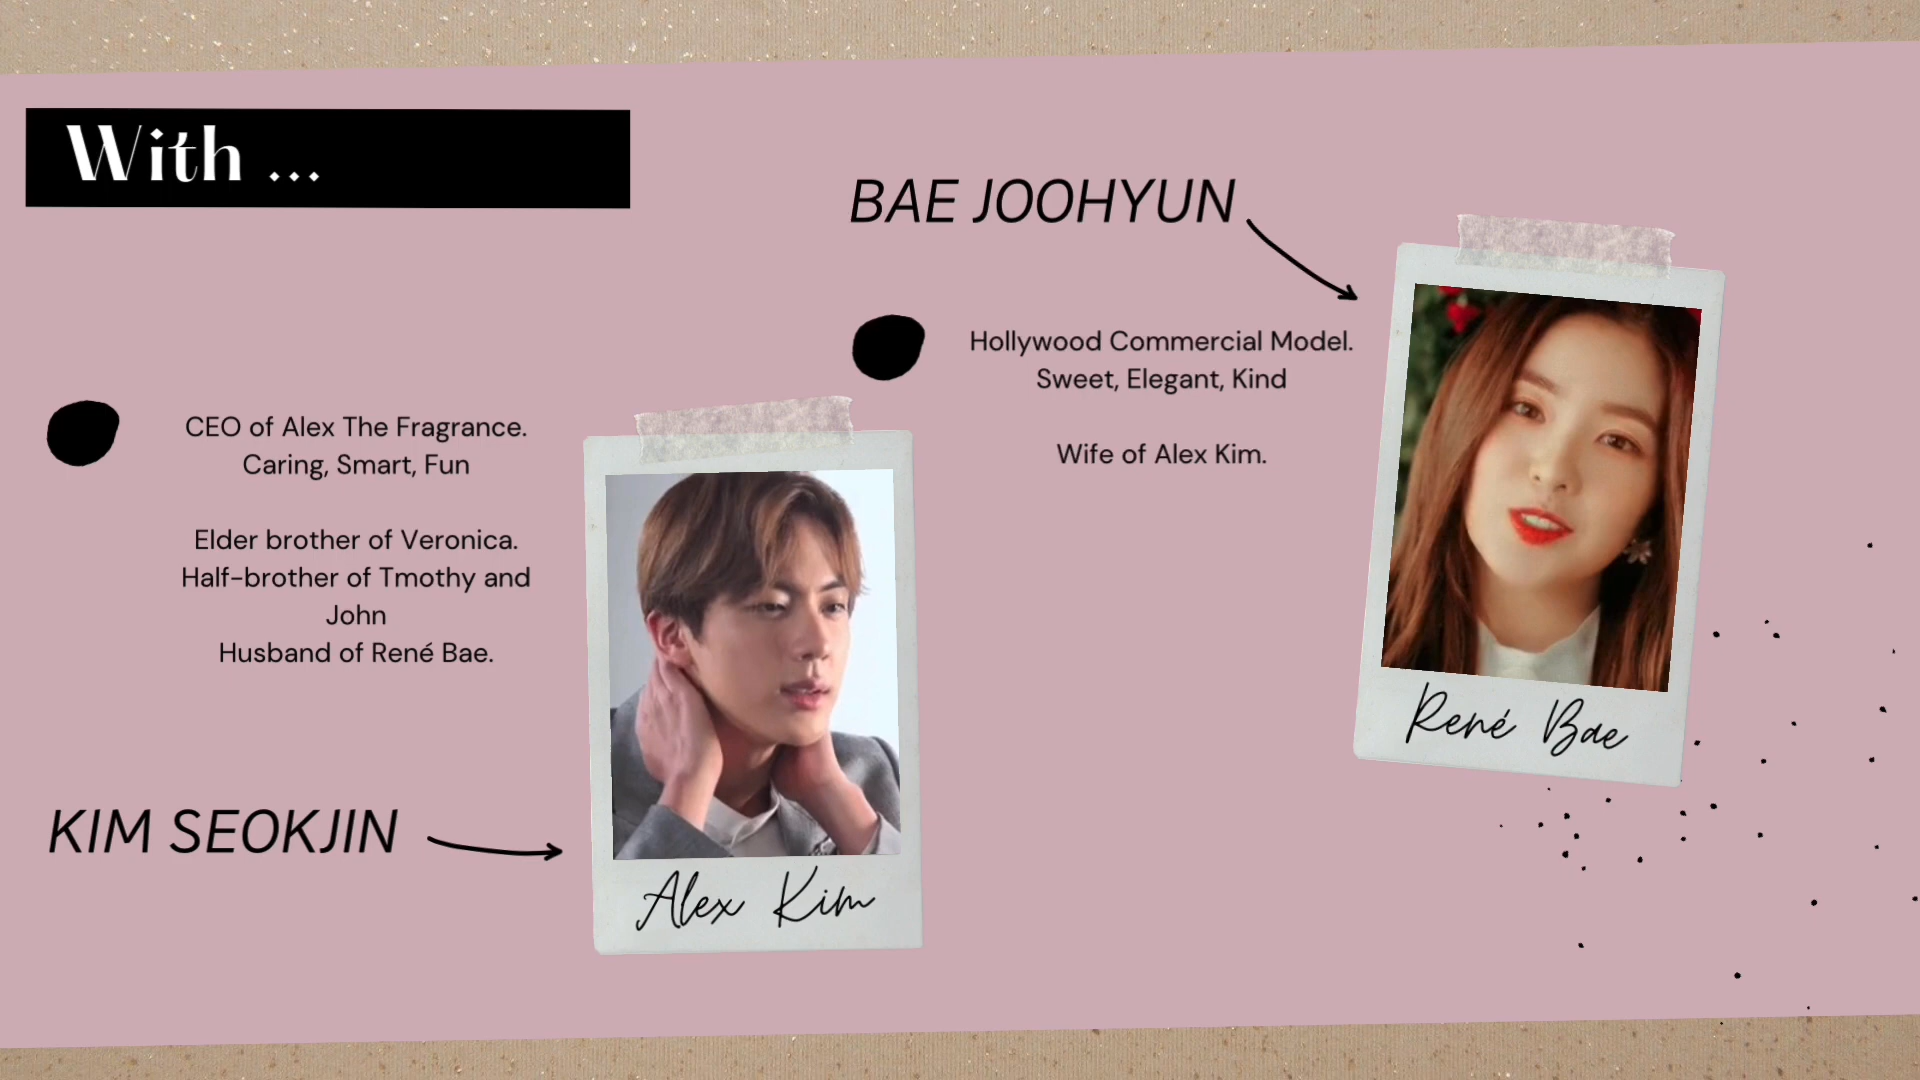 With ...
BAE JOOHYUN
Hollywood Commercial Model.
Sweet, Elegant, Kind
Wife of Alex Kim.
René Bae
CEO of Alex The Fragrance.
Caring, Smart, Fun
Elder brother of Veronica.
Half-brother of Tmothy and
John
Husband of René Bae.
KIM SEOKJIN
Alex Kim